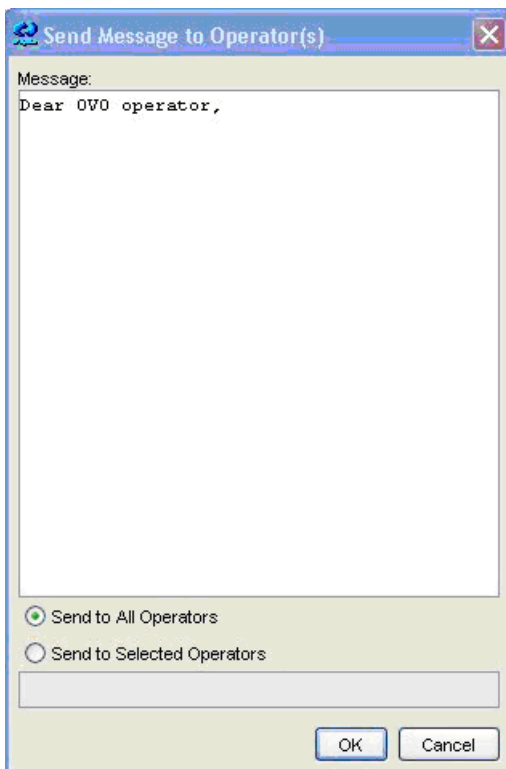 Send Message to Operator(s)
Message:
Dear OVO operator,
Send to All Operators
Send to Selected Operators
OK
Cancel